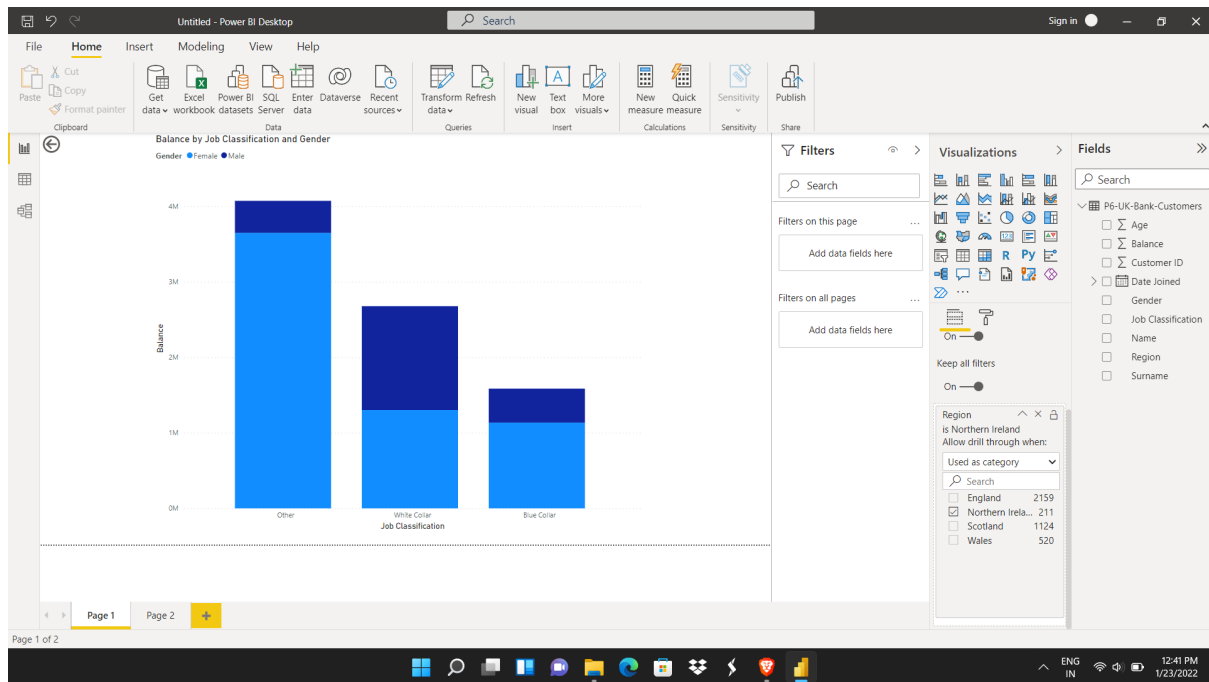 Untitled - Power BI Desktop
Search
Sign in
File Home Insert Modeling View Help
Paste
Cut
Copy
Format painter
Clipboard
Get data
Excel workbook
Power BI datasets
SQL Server
Enter data
Dataverse
Recent sources
Data
Transform data
Refresh
Queries
New visual
Text box
More visuals
Insert
New measure
Quick measure
Calculations
Sensitivity
Sensitivity
Publish
Share
Balance by Job Classification and Gender
Gender Female Male
4M
3M
2M
1M
0M
Balance
Other
White Collar
Blue Collar
Job Classification
Filters
Search
Filters on this page ...
Add data fields here
Filters on all pages ...
Add data fields here
Visualizations
R Py
123
...
On
Keep all filters
On
Region
is Northern Ireland
Allow drill through when:
Used as category
Search
England 2159
Northern Irela... 211
Scotland 1124
Wales 520
Fields
Search
P6-UK-Bank-Customers
Age
Balance
Customer ID
Date Joined
Gender
Job Classification
Name
Region
Surname
Page 1
Page 2
+
Page 1 of 2
ENG
IN
12:41 PM
1/23/2022